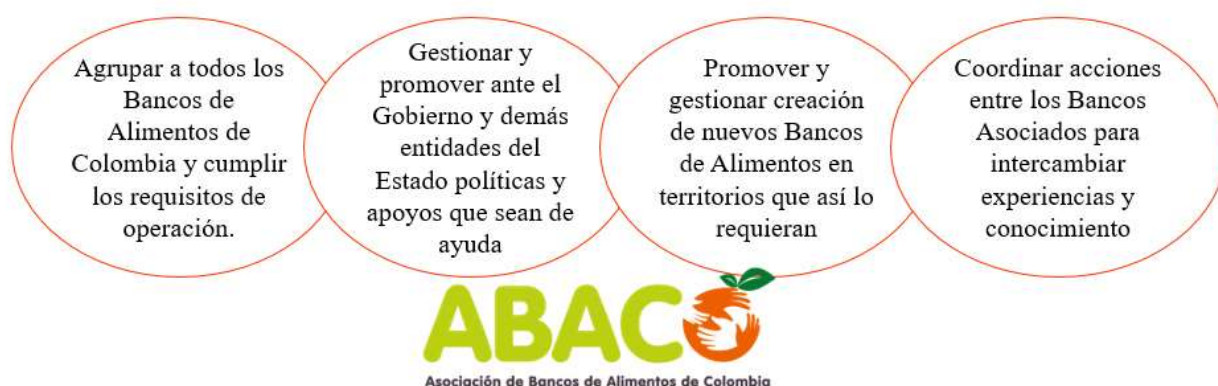 Agrupar a todos los
Bancos de
Alimentos de
Colombia y cumplir
los requisitos de
operación.
Gestionar y
promover ante el
Gobierno y demás
entidades del
Estado políticas y
apoyos que sean de
ayuda
Promover y
gestionar creación
de nuevos Bancos
de Alimentos en
territorios que así lo
requieran
Coordinar acciones
entre los Bancos
Asociados para
intercambiar
experiencias y
conocimiento
ABACO
Asociación de Bancos de Alimentos de Colombia